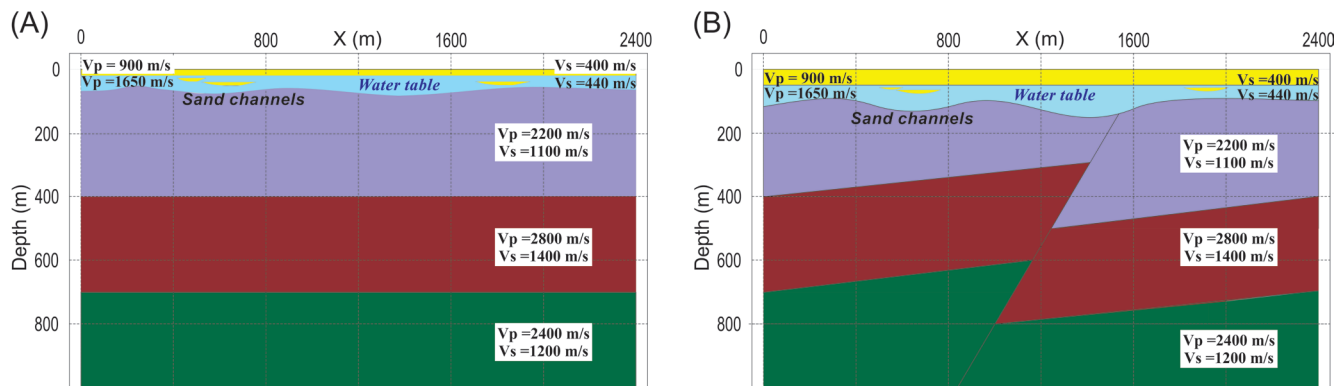 (A)
X (m)
0 800 1600 2400
Depth (m)
0
200
400
600
800
Vp = 900 m/s
Vs = 400 m/s
Vp =1650 m/s
Vs =440 m/s
Water table
Sand channels
Vp =2200 m/s
Vs =1100 m/s
Vp =2800 m/s
Vs =1400 m/s
Vp =2400 m/s
Vs =1200 m/s
(B)
X (m)
0 800 1600 2400
Depth (m)
0
200
400
600
800
Vp = 900 m/s
Vs =400 m/s
Vp =1650 m/s
Vs =440 m/s
Water table
Sand channels
Vp =2200 m/s
Vs =1100 m/s
Vp =2800 m/s
Vs =1400 m/s
Vp =2400 m/s
Vs =1200 m/s